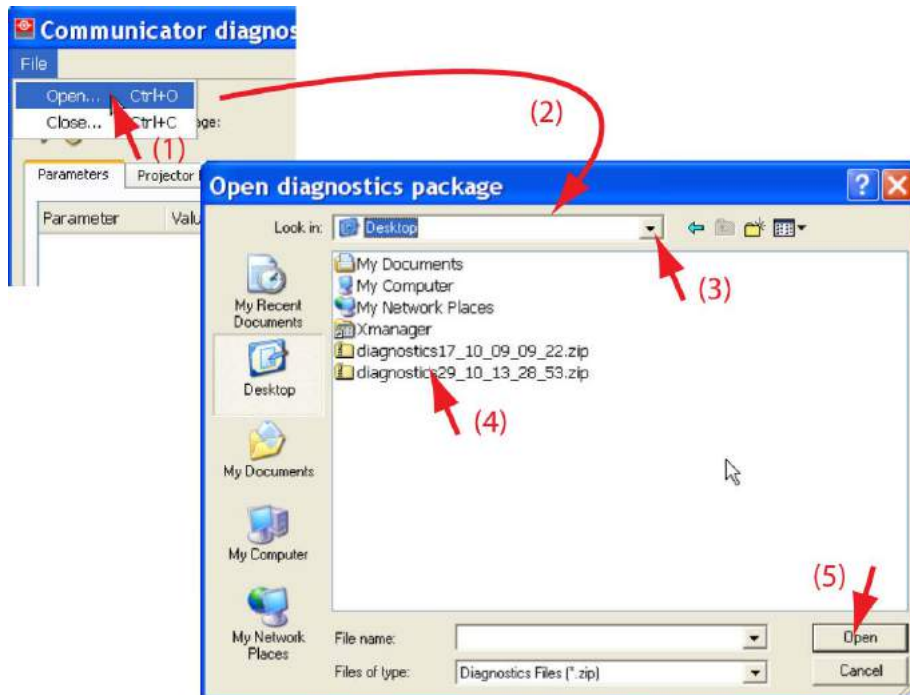 Communicator diagnos
File
Open... Ctrl+O
Close... Ctrl+C
age:
(1)
(2)
Parameters Projector
Parameter Valu
Open diagnostics package
Look in: Desktop
(3)
My Recent Documents
Desktop
My Documents
My Computer
My Network Places
My Documents
My Computer
My Network Places
Xmanager
diagnostics17_10_09_09_22.zip
diagnostics29_10_13_28_53.zip
(4)
(5)
File name:
Open
Files of type: Diagnostics Files (*.zip)
Cancel